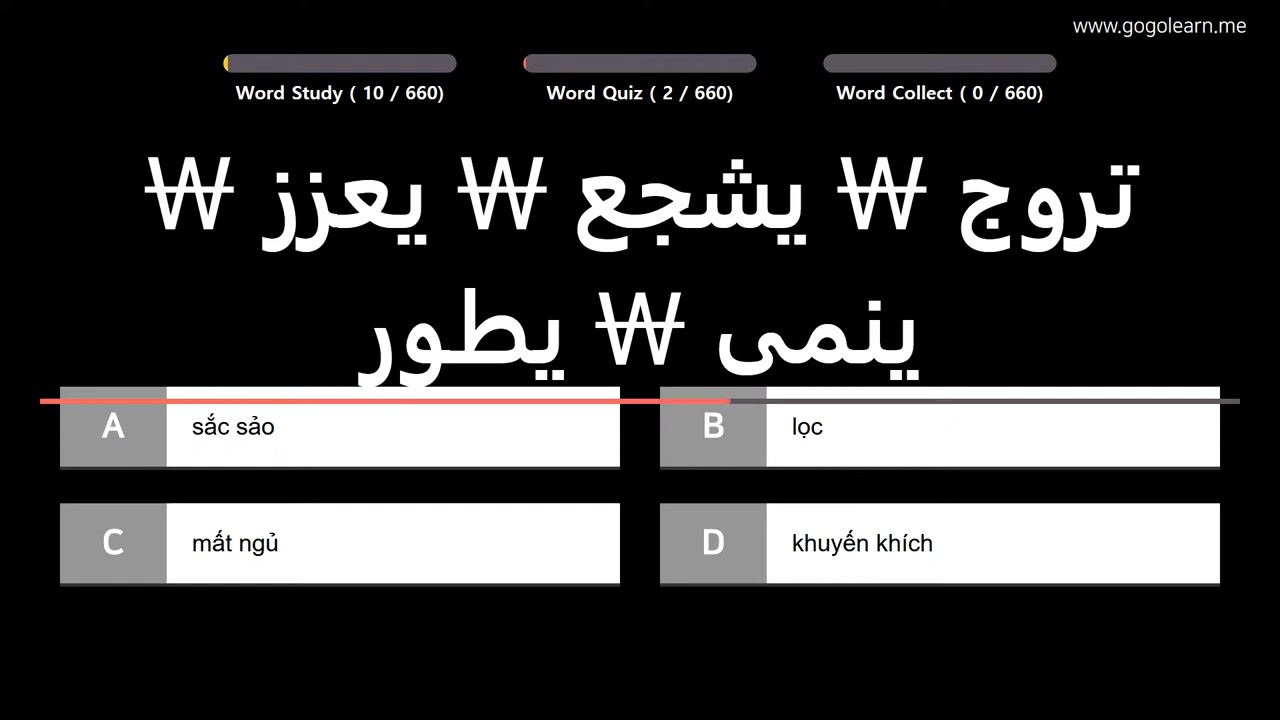 www.gogolearn.me
Word Study ( 10 / 660)
Word Quiz ( 2 / 660)
Word Collect ( 0 / 660)
تروج ₩ يشجع ₩ يعزز ₩
ينمى ₩ يطور
A sắc sảo
B lọc
C mất ngủ
D khuyến khích